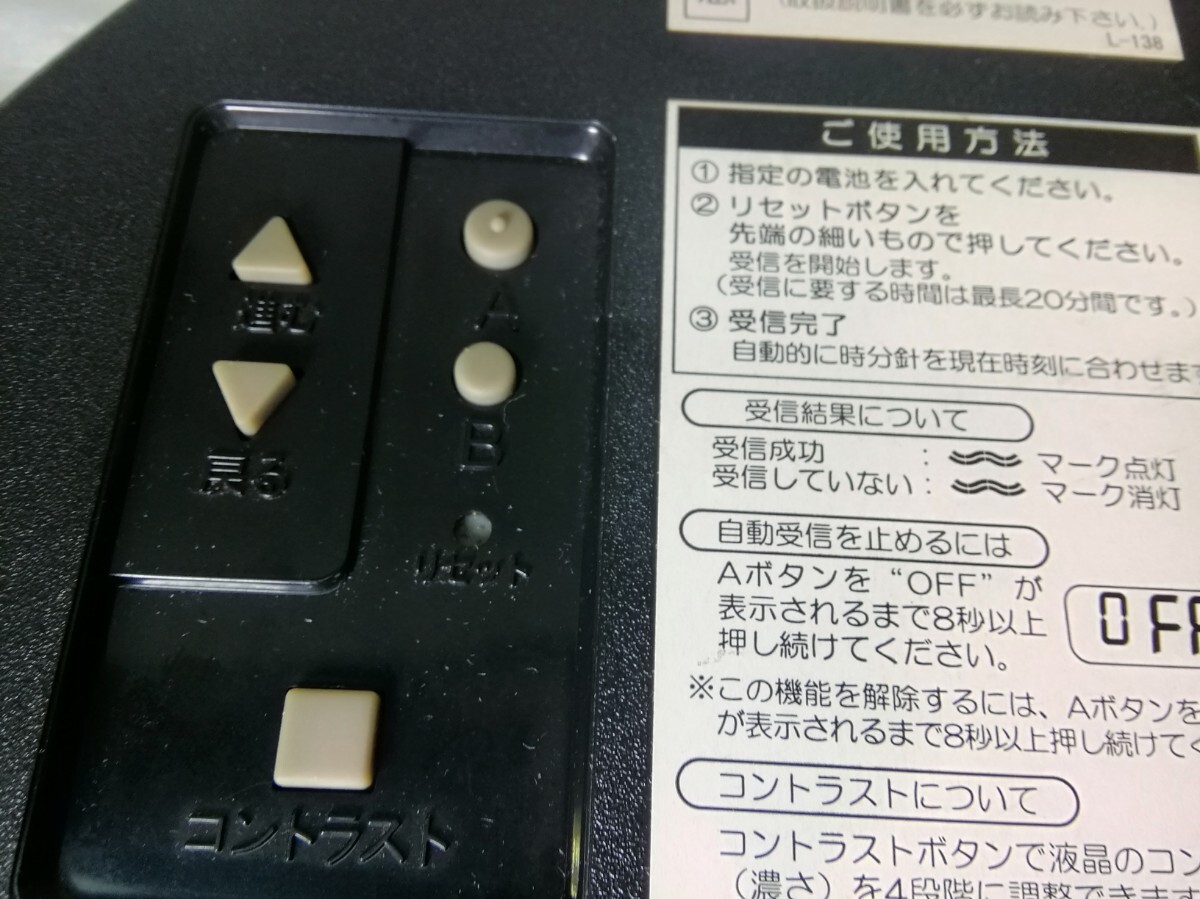 (取扱説明書を必ずお読み下さい。)
L-138
進む
戻る
A
B
リセット
コントラスト
ご使用方法
① 指定の電池を入れてください。
② リセットボタンを
先端の細いもので押してください。
受信を開始します。
(受信に要する時間は最長20分間です。)
③ 受信完了
自動的に時分針を現在時刻に合わせます
受信結果について
受信成功 : マーク点灯
受信していない : マーク消灯
自動受信を止めるには
Aボタンを“OFF”が
表示されるまで8秒以上
押し続けてください。
OFF
※この機能を解除するには、Aボタンを
が表示されるまで8秒以上押し続けてく
コントラストについて
コントラストボタンで液晶のコン
(濃さ)を4段階に調整できます